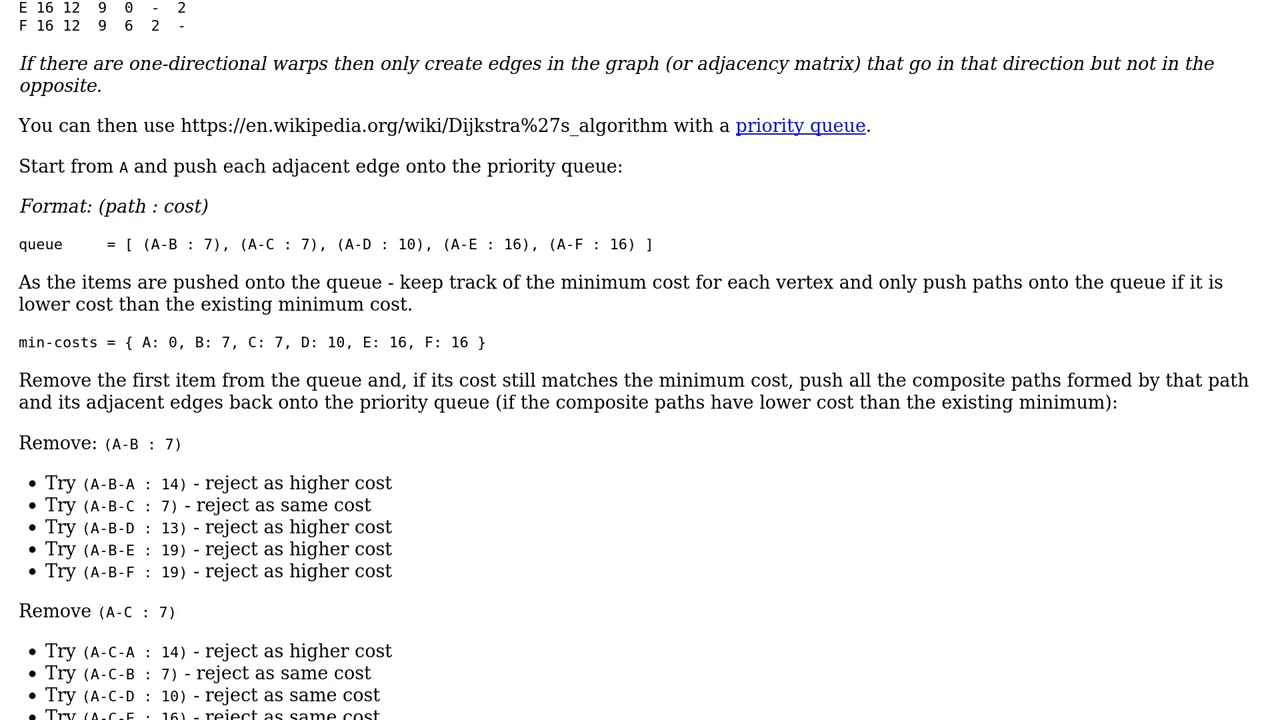 E 16 12  9  0  -  2
F 16 12  9  6  2  -
If there are one-directional warps then only create edges in the graph (or adjacency matrix) that go in that direction but not in the
opposite.
You can then use https://en.wikipedia.org/wiki/Dijkstra%27s_algorithm with a priority queue.
Start from A and push each adjacent edge onto the priority queue:
Format: (path : cost)
queue     = [ (A-B : 7), (A-C : 7), (A-D : 10), (A-E : 16), (A-F : 16) ]
As the items are pushed onto the queue - keep track of the minimum cost for each vertex and only push paths onto the queue if it is
lower cost than the existing minimum cost.
min-costs = { A: 0, B: 7, C: 7, D: 10, E: 16, F: 16 }
Remove the first item from the queue and, if its cost still matches the minimum cost, push all the composite paths formed by that path
and its adjacent edges back onto the priority queue (if the composite paths have lower cost than the existing minimum):
Remove: (A-B : 7)
• Try (A-B-A : 14) - reject as higher cost
• Try (A-B-C : 7) - reject as same cost
• Try (A-B-D : 13) - reject as higher cost
• Try (A-B-E : 19) - reject as higher cost
• Try (A-B-F : 19) - reject as higher cost
Remove (A-C : 7)
• Try (A-C-A : 14) - reject as higher cost
• Try (A-C-B : 7) - reject as same cost
• Try (A-C-D : 10) - reject as same cost
• Try (A-C-E : 16) - reject as same cost